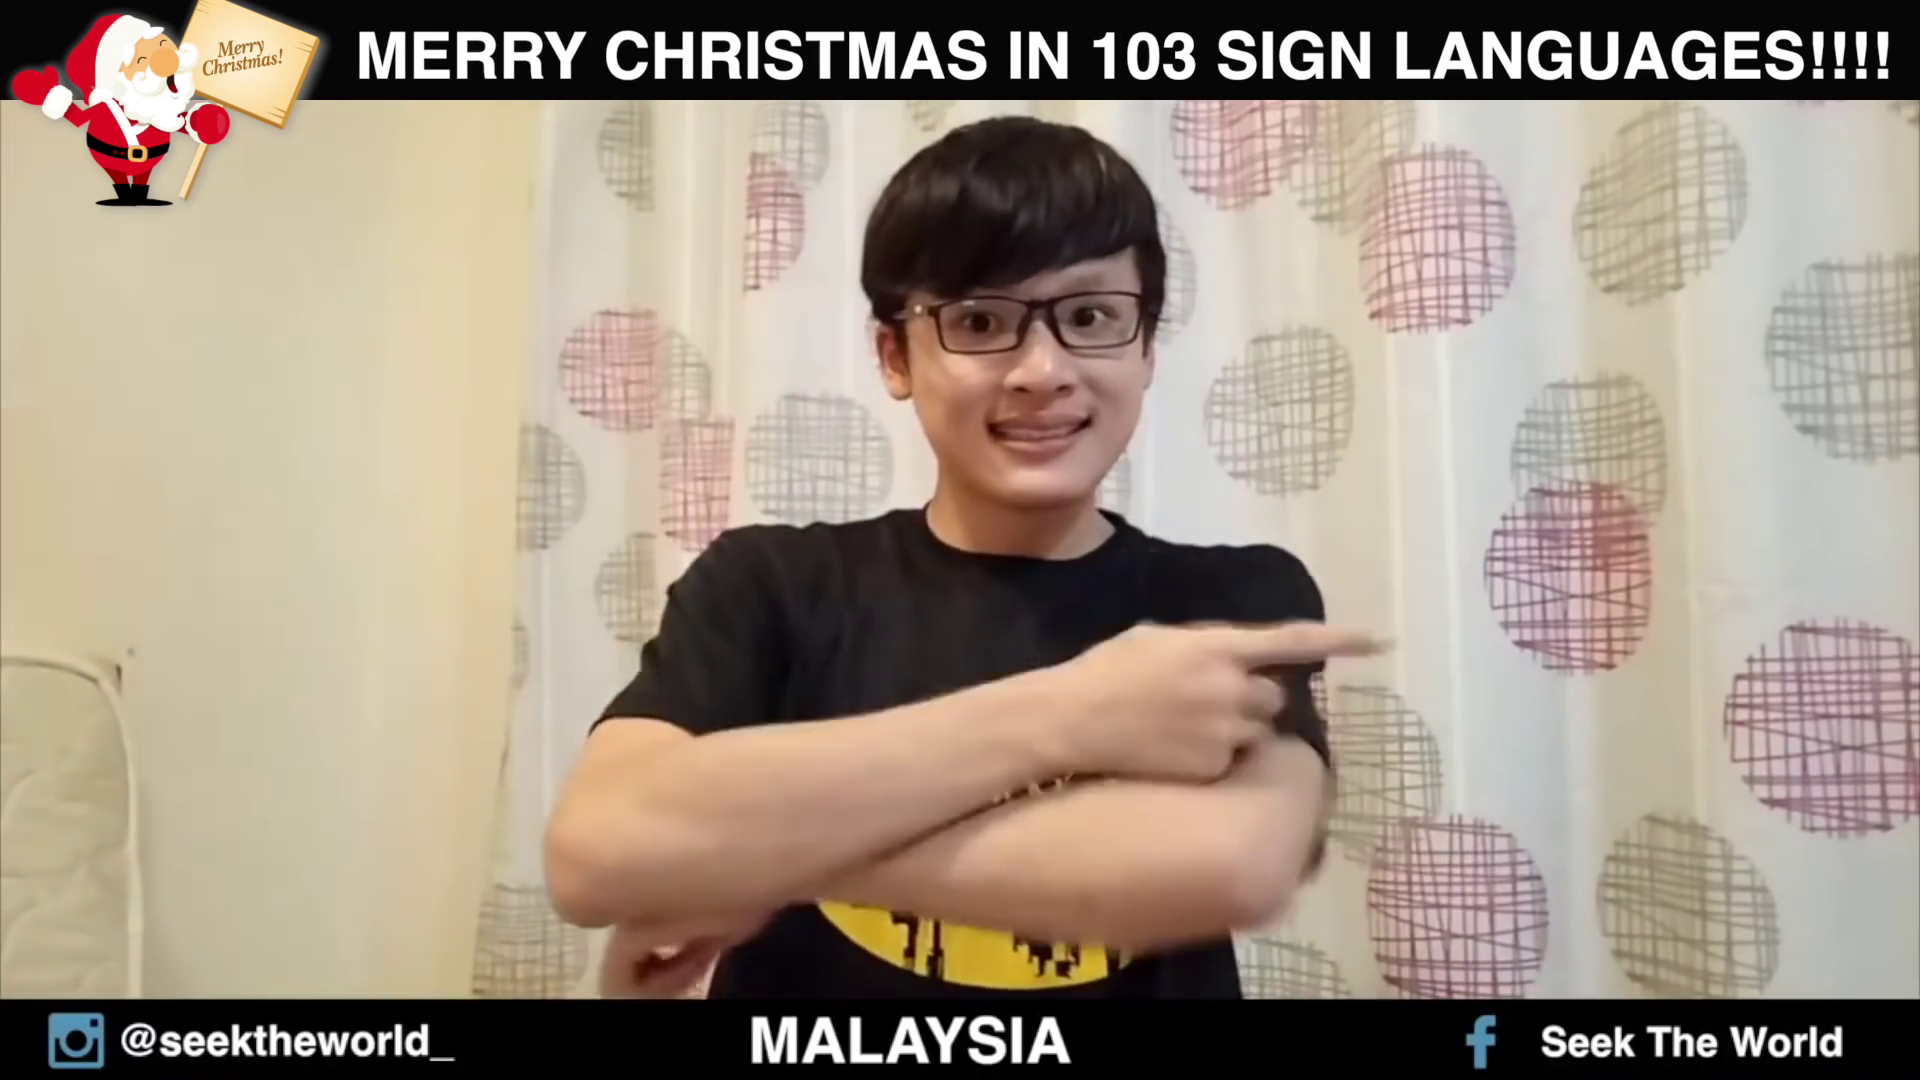 Merry
Christmas!
MERRY CHRISTMAS IN 103 SIGN LANGUAGES!!!!
@seektheworld_
MALAYSIA
Seek The World